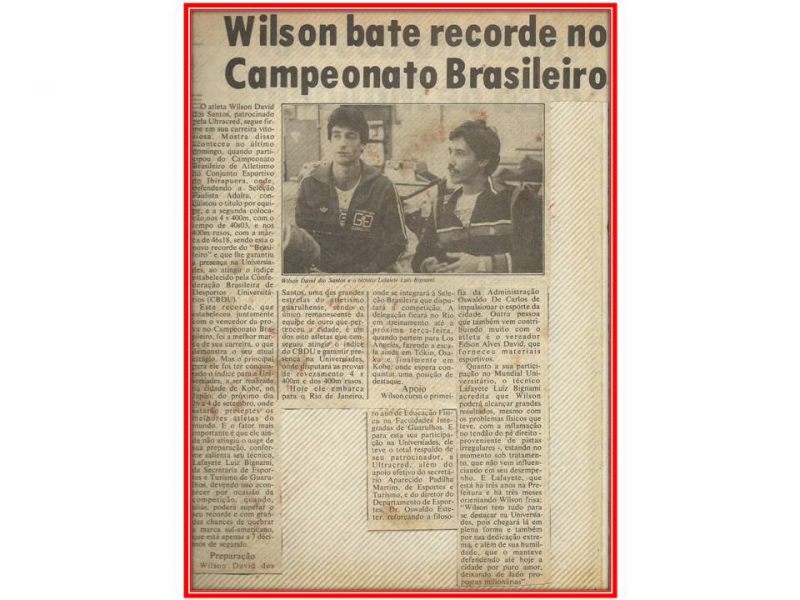 Wilson bate recorde no
Campeonato Brasileiro
O atleta Wilson David
dos Santos, patrocinado
pela Ultracred, segue fir-
me em sua carreira vito-
riosa. Mostra disso
aconteceu no último
domingo, quando parti-
cipou do Campeonato
Brasileiro de Atletismo
no Conjunto Esportivo
do Ibirapuera, onde,
defendendo a Seleção
Paulista Adulta, con-
quistou o título por equi-
pe, e a segunda coloca-
ção nos 4 x 400m, com o
tempo de 40s03, e nos
400m rasos, com a mar-
ca de 46s18, sendo esta o
novo recorde do "Brasi-
leiro" e que lhe garantiu
a presença na Universía-
des, ao atingir o índice
estabelecido pela Confe-
deração Brasileira de
Desportos Universitá-
rios (CBDU).
Este recorde, que
estabeleceu juntamente
com o vencedor do pro-
va no Campeonato Bra-
sileiro, foi a melhor mar-
ca de sua carreira, o que
demonstra o seu atual
estágio. Mas o principal
para ele foi ter conquis-
tado o índice para a Uni-
versíades, a ser realizado
na cidade de Kobe, no
Japão, do próximo dia
a 4 de setembro, onde
estarão presentes os
melhores atletas do
mundo. E o fator mais
importante é que ele ain-
da não atingiu o auge de
sua preparação, confor-
me salienta seu técnico,
Lafayete Luiz Bignami,
da Secretaria de Espor-
tes e Turismo de Guaru-
lhos, devendo isso acon-
tecer por ocasião da
competição, quando,
aliás, poderá superar o
seu recorde e com gran-
des chances de quebrar
a marca sul-americano,
que está apenas a 7 déci-
mos de segundo.
Preparação
Wilson David dos
Wilson David dos Santos e o técnico Lafayete Luis Bignami
Santos, uma das grandes
estrelas do atletismo
guarulhense, sendo o
único remanescente da
equipe de ouro que per-
tenceu a cidade, é um
dos oito atletas que con-
seguiu atingir o índice
do CBDU e garantir pre-
sença na Universíades,
onde disputará as provas
de revezamento 4 x
400m e dos 400m rasos.
Hoje ele embarca
para o Rio de Janeiro,
onde se integrará à Sele-
ção Brasileira que dispu-
tará a competição. A
delegação ficará no Rio
em treinamento até a
próxima terça-feira,
quando partem para Los
Angeles, fazendo a esca-
la ainda em Tókio, Osa-
ka e finalmente em
Kobe, onde espera con-
quistas uma posição de
destaque.
Apoio
Wilson cursa o primei-
ro ano de Educação Físi-
ca na Faculdades Inte-
gradas de Guarulhos. E
para esta sua participa-
ção na Universíades, ele
teve o total respaldo de
seu patrocinador, a
Ultracred, além do
apoio efetivo do secretá-
rio Aparecido Padilha
Martins, de Esportes e
Turismo, e do diretor do
Departamento de Espor-
tes, Dr. Oswaldo Este-
ter, reforçando a filoso-
fia da Administração
Oswaldo De Carlos de
impulsionar o esporte da
cidade. Outra pessoa
que também vem contri-
buindo muito com o
atleta é o vereador
Edson Alves David, que
forneceu materiais
esportivos.
Quanto a sua partici-
pação no Mundial Uni-
versitário, o técnico
Lafayete Luiz Bignami
acredita que Wilson
poderá alcançar grandes
resultados, mesmo com
os problemas físicos que
teve, com a inflamação
no tendão do pé direito -
proveniente de pistas
irregulares -, estando no
momento sob tratamen-
to, que não vem influen-
ciando em seu desempe-
nho. E Lafayete, que
está há três anos na Pre-
feitura e há três meses
orientando Wilson frisa:
"Wilson tem tudo para
se destacar na Universía-
des, pois chegará lá em
plena forma e também
por sua dedicação extre-
ma, e além de sua humil-
dade, que o manteve
defendendo até hoje a
cidade por puro amor,
deixando de lado pro-
postas milionárias".